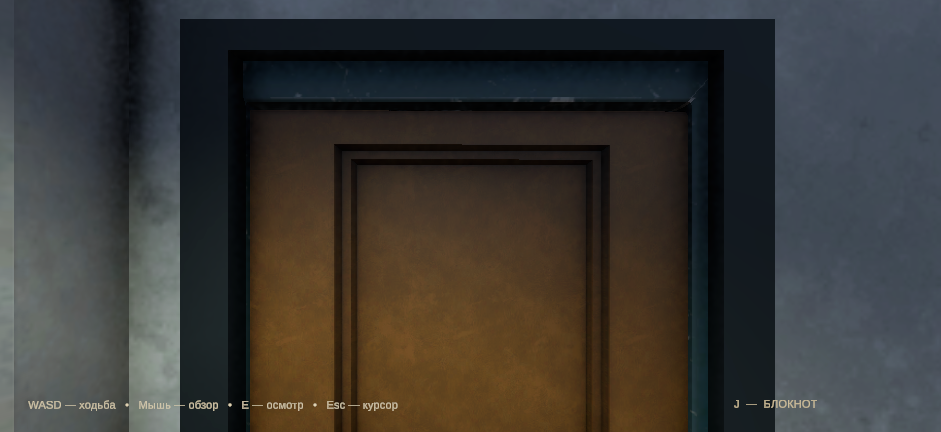 WASD — ходьба • Мышь — обзор • E — осмотр • Esc — курсор
J — БЛОКНОТ